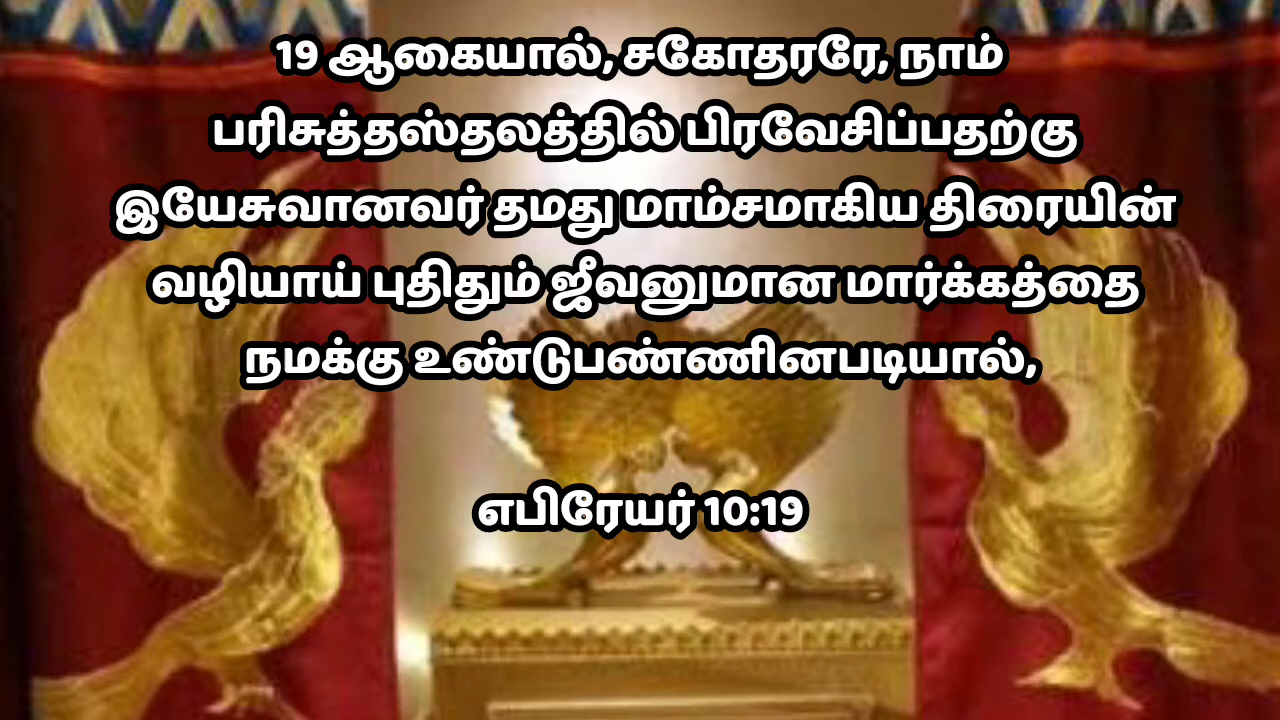 19 ஆகையால், சகோதரரே, நாம்
பரிசுத்தஸ்தலத்தில் பிரவேசிப்பதற்கு
இயேசுவானவர் தமது மாம்சமாகிய திரையின்
வழியாய் புதிதும் ஜீவனுமான மார்க்கத்தை
நமக்கு உண்டுபண்ணினபடியால்,
எபிரேயர் 10:19